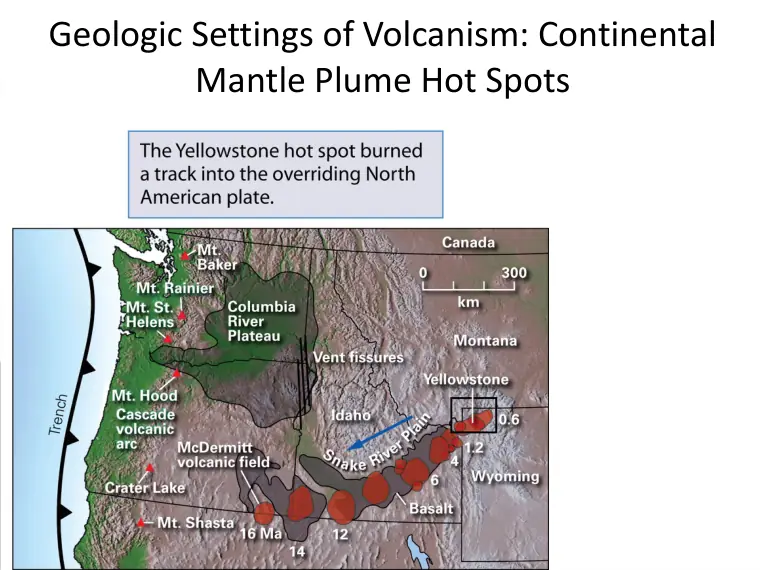 Geologic Settings of Volcanism: Continental
Mantle Plume Hot Spots
The Yellowstone hot spot burned
a track into the overriding North
American plate.
Canada
Mt.
Baker
0 300
km
Mt. Rainier
Mt. St.
Helens
Columbia
River
Plateau
Montana
Vent fissures
Yellowstone
Trench
Mt. Hood
Cascade
volcanic
arc
Idaho
0.6
Snake River Plain
McDermitt
volcanic field
1.2
4
Wyoming
6
Crater Lake
Basalt
Mt. Shasta
16 Ma
12
14